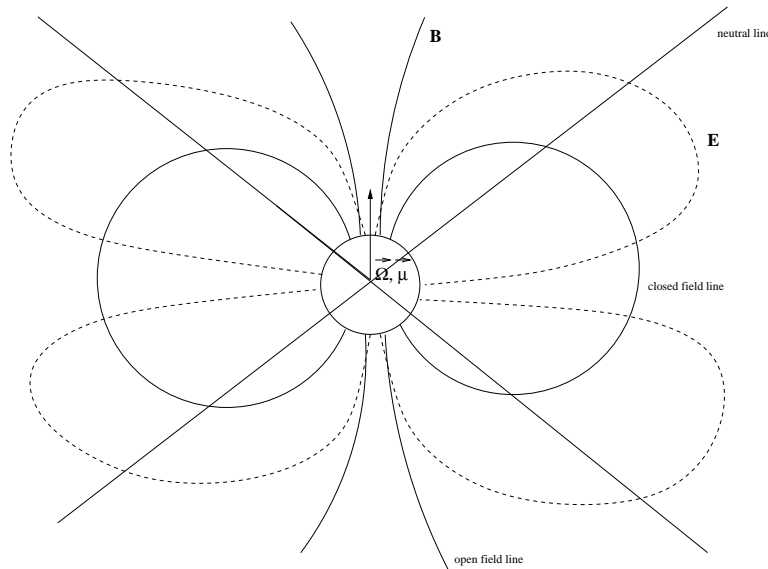 neutral line
B
E
Ω, μ
closed field line
open field line